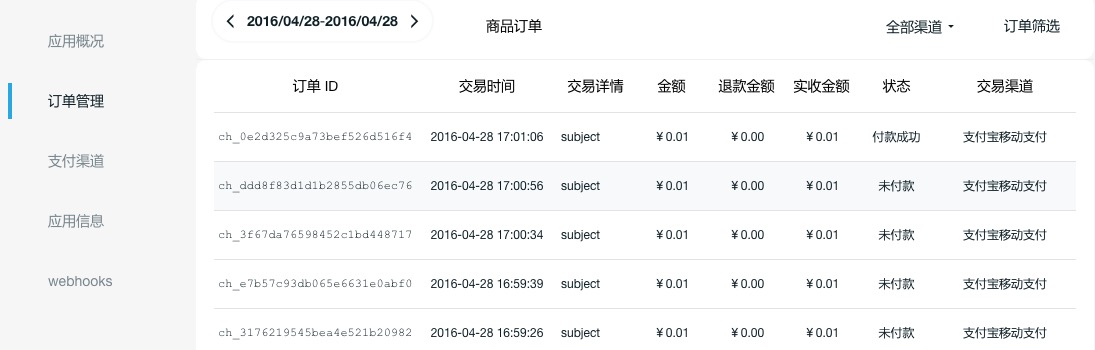 应用概况
订单管理
支付渠道
应用信息
webhooks
2016/04/28-2016/04/28 商品订单 全部渠道 订单筛选
订单 ID 交易时间 交易详情 金额 退款金额 实收金额 状态 交易渠道
ch_0e2d325c9a73bef526d516f4 2016-04-28 17:01:06 subject ¥0.01 ¥0.00 ¥0.01 付款成功 支付宝移动支付
ch_ddd8f83d1d1b2855db06ec76 2016-04-28 17:00:56 subject ¥0.01 ¥0.00 ¥0.01 未付款 支付宝移动支付
ch_3f67da76598452c1bd448717 2016-04-28 17:00:34 subject ¥0.01 ¥0.00 ¥0.01 未付款 支付宝移动支付
ch_e7b57c93db065e6631e0abf0 2016-04-28 16:59:39 subject ¥0.01 ¥0.00 ¥0.01 未付款 支付宝移动支付
ch_3176219545bea4e521b20982 2016-04-28 16:59:26 subject ¥0.01 ¥0.00 ¥0.01 未付款 支付宝移动支付